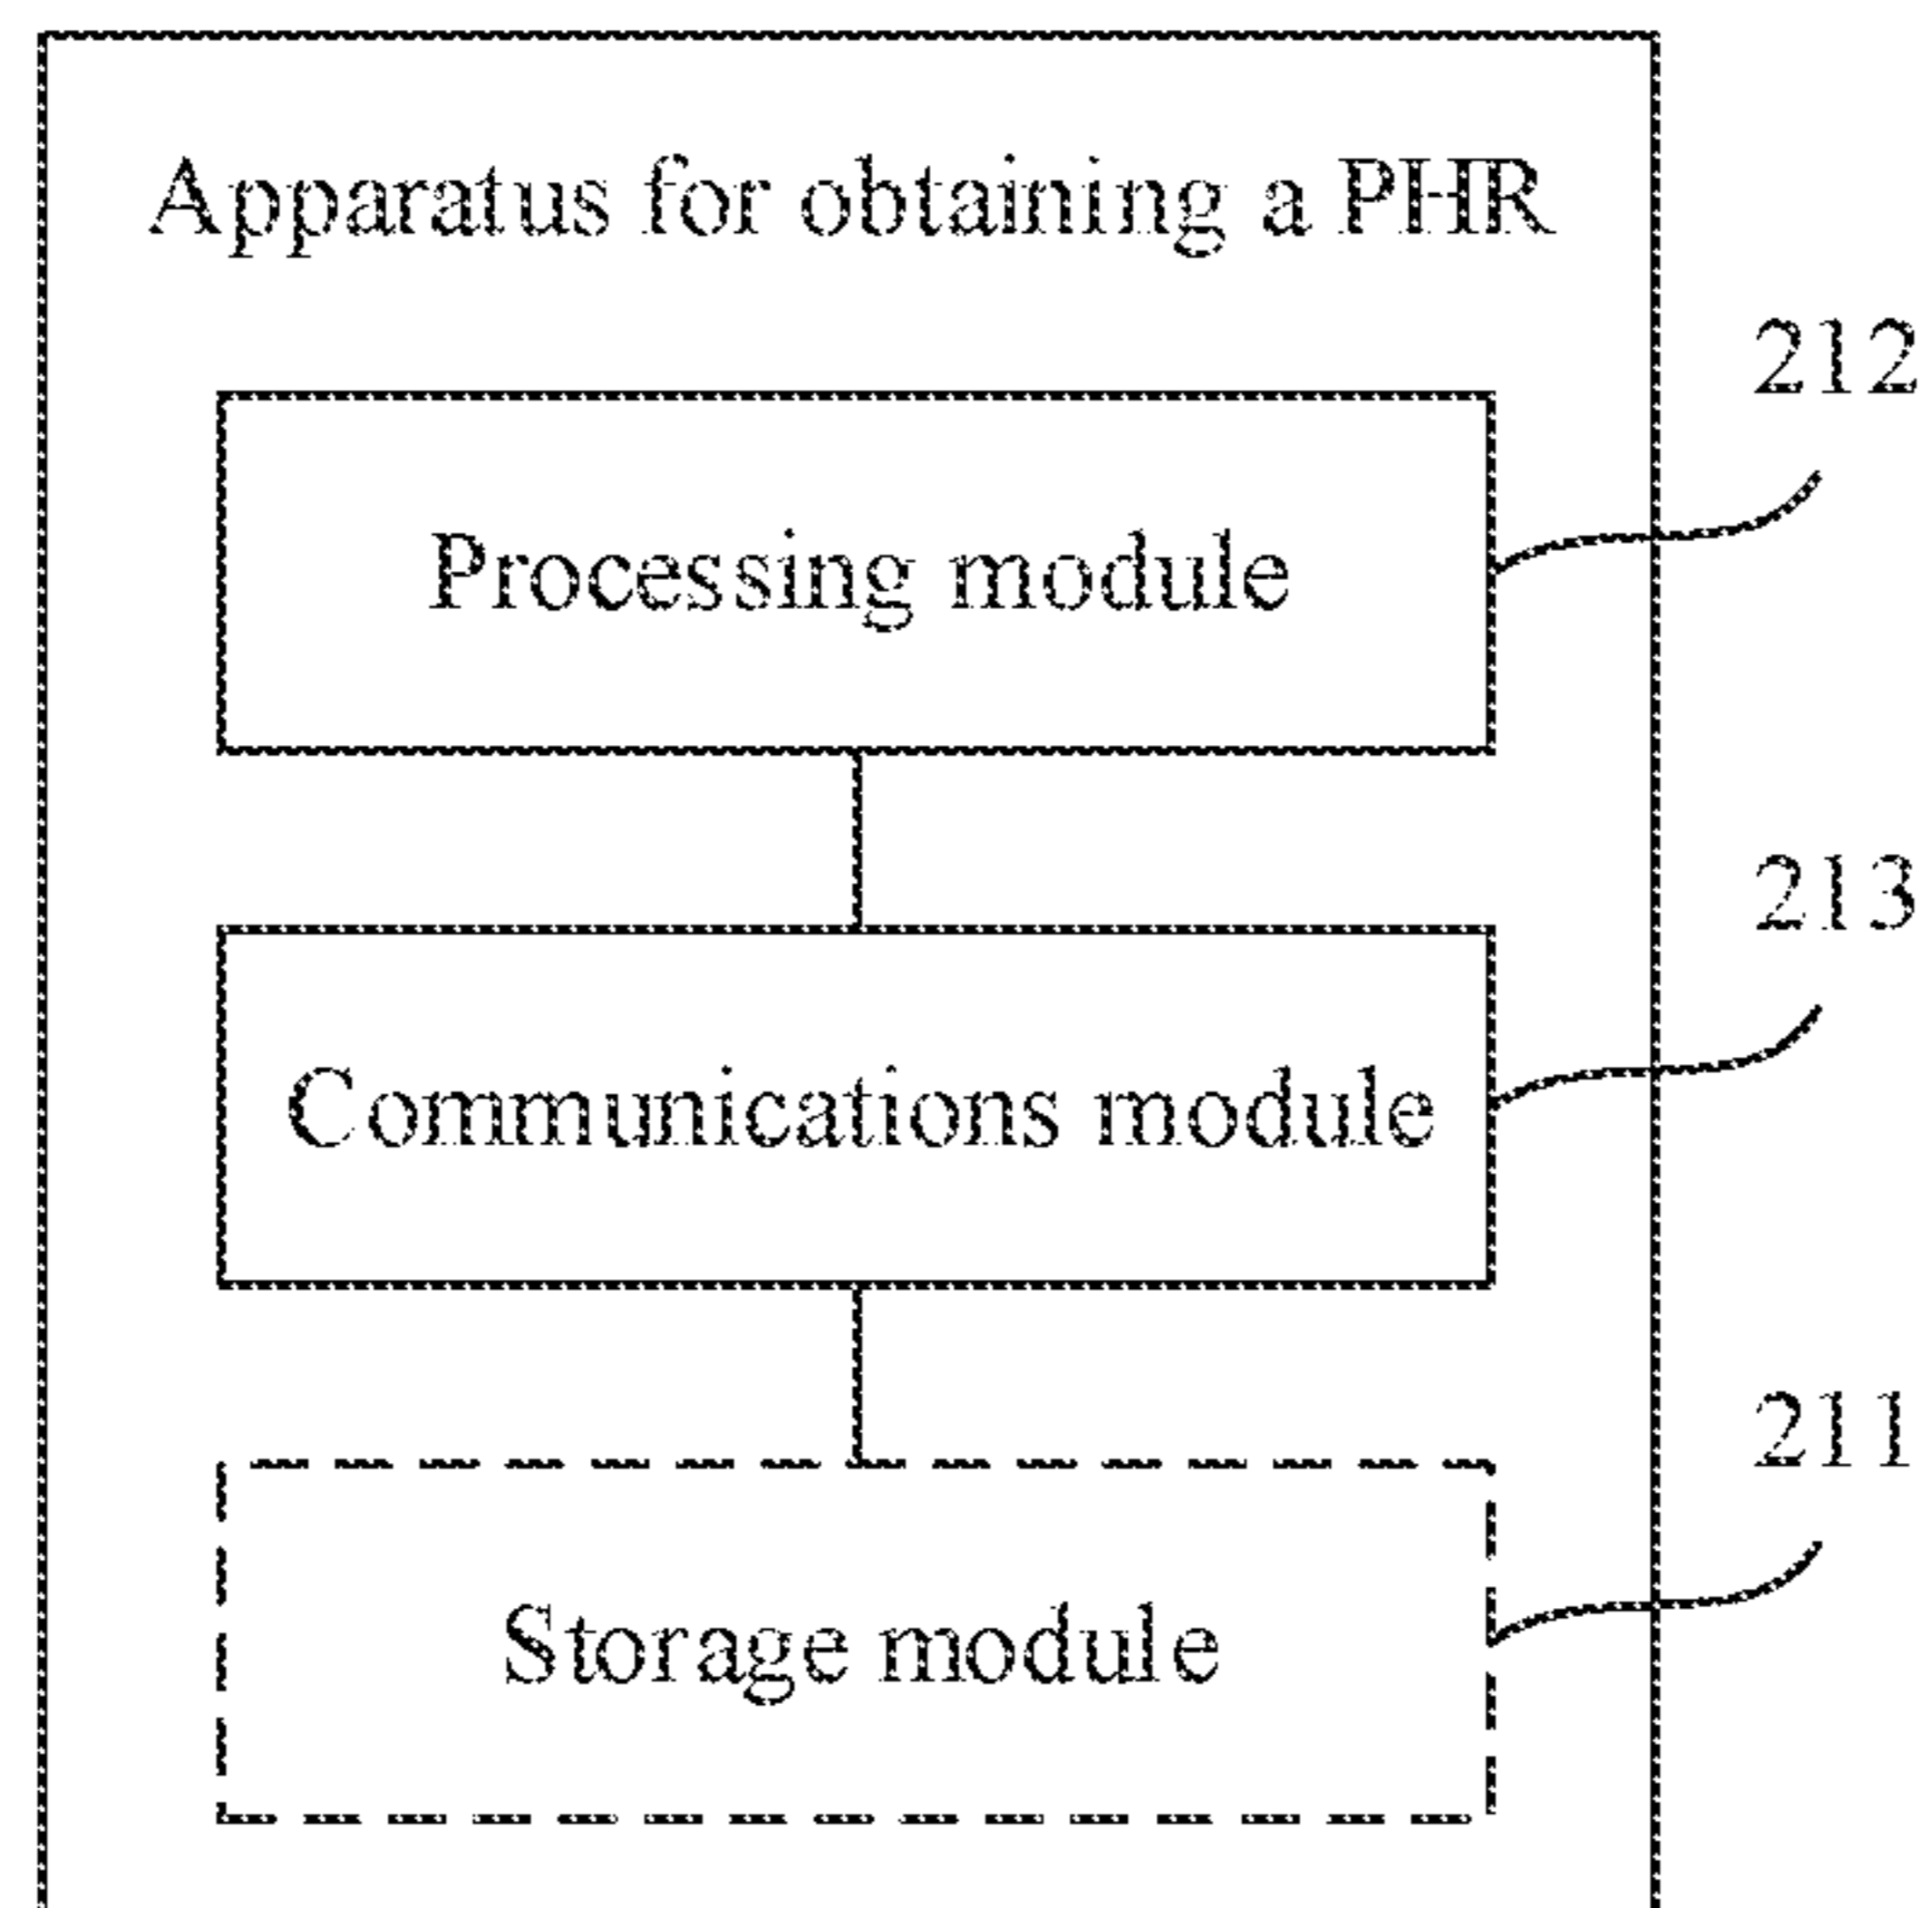 Apparatus for obtaining a PHR
212
Processing module
213
Communications module
211
Storage module